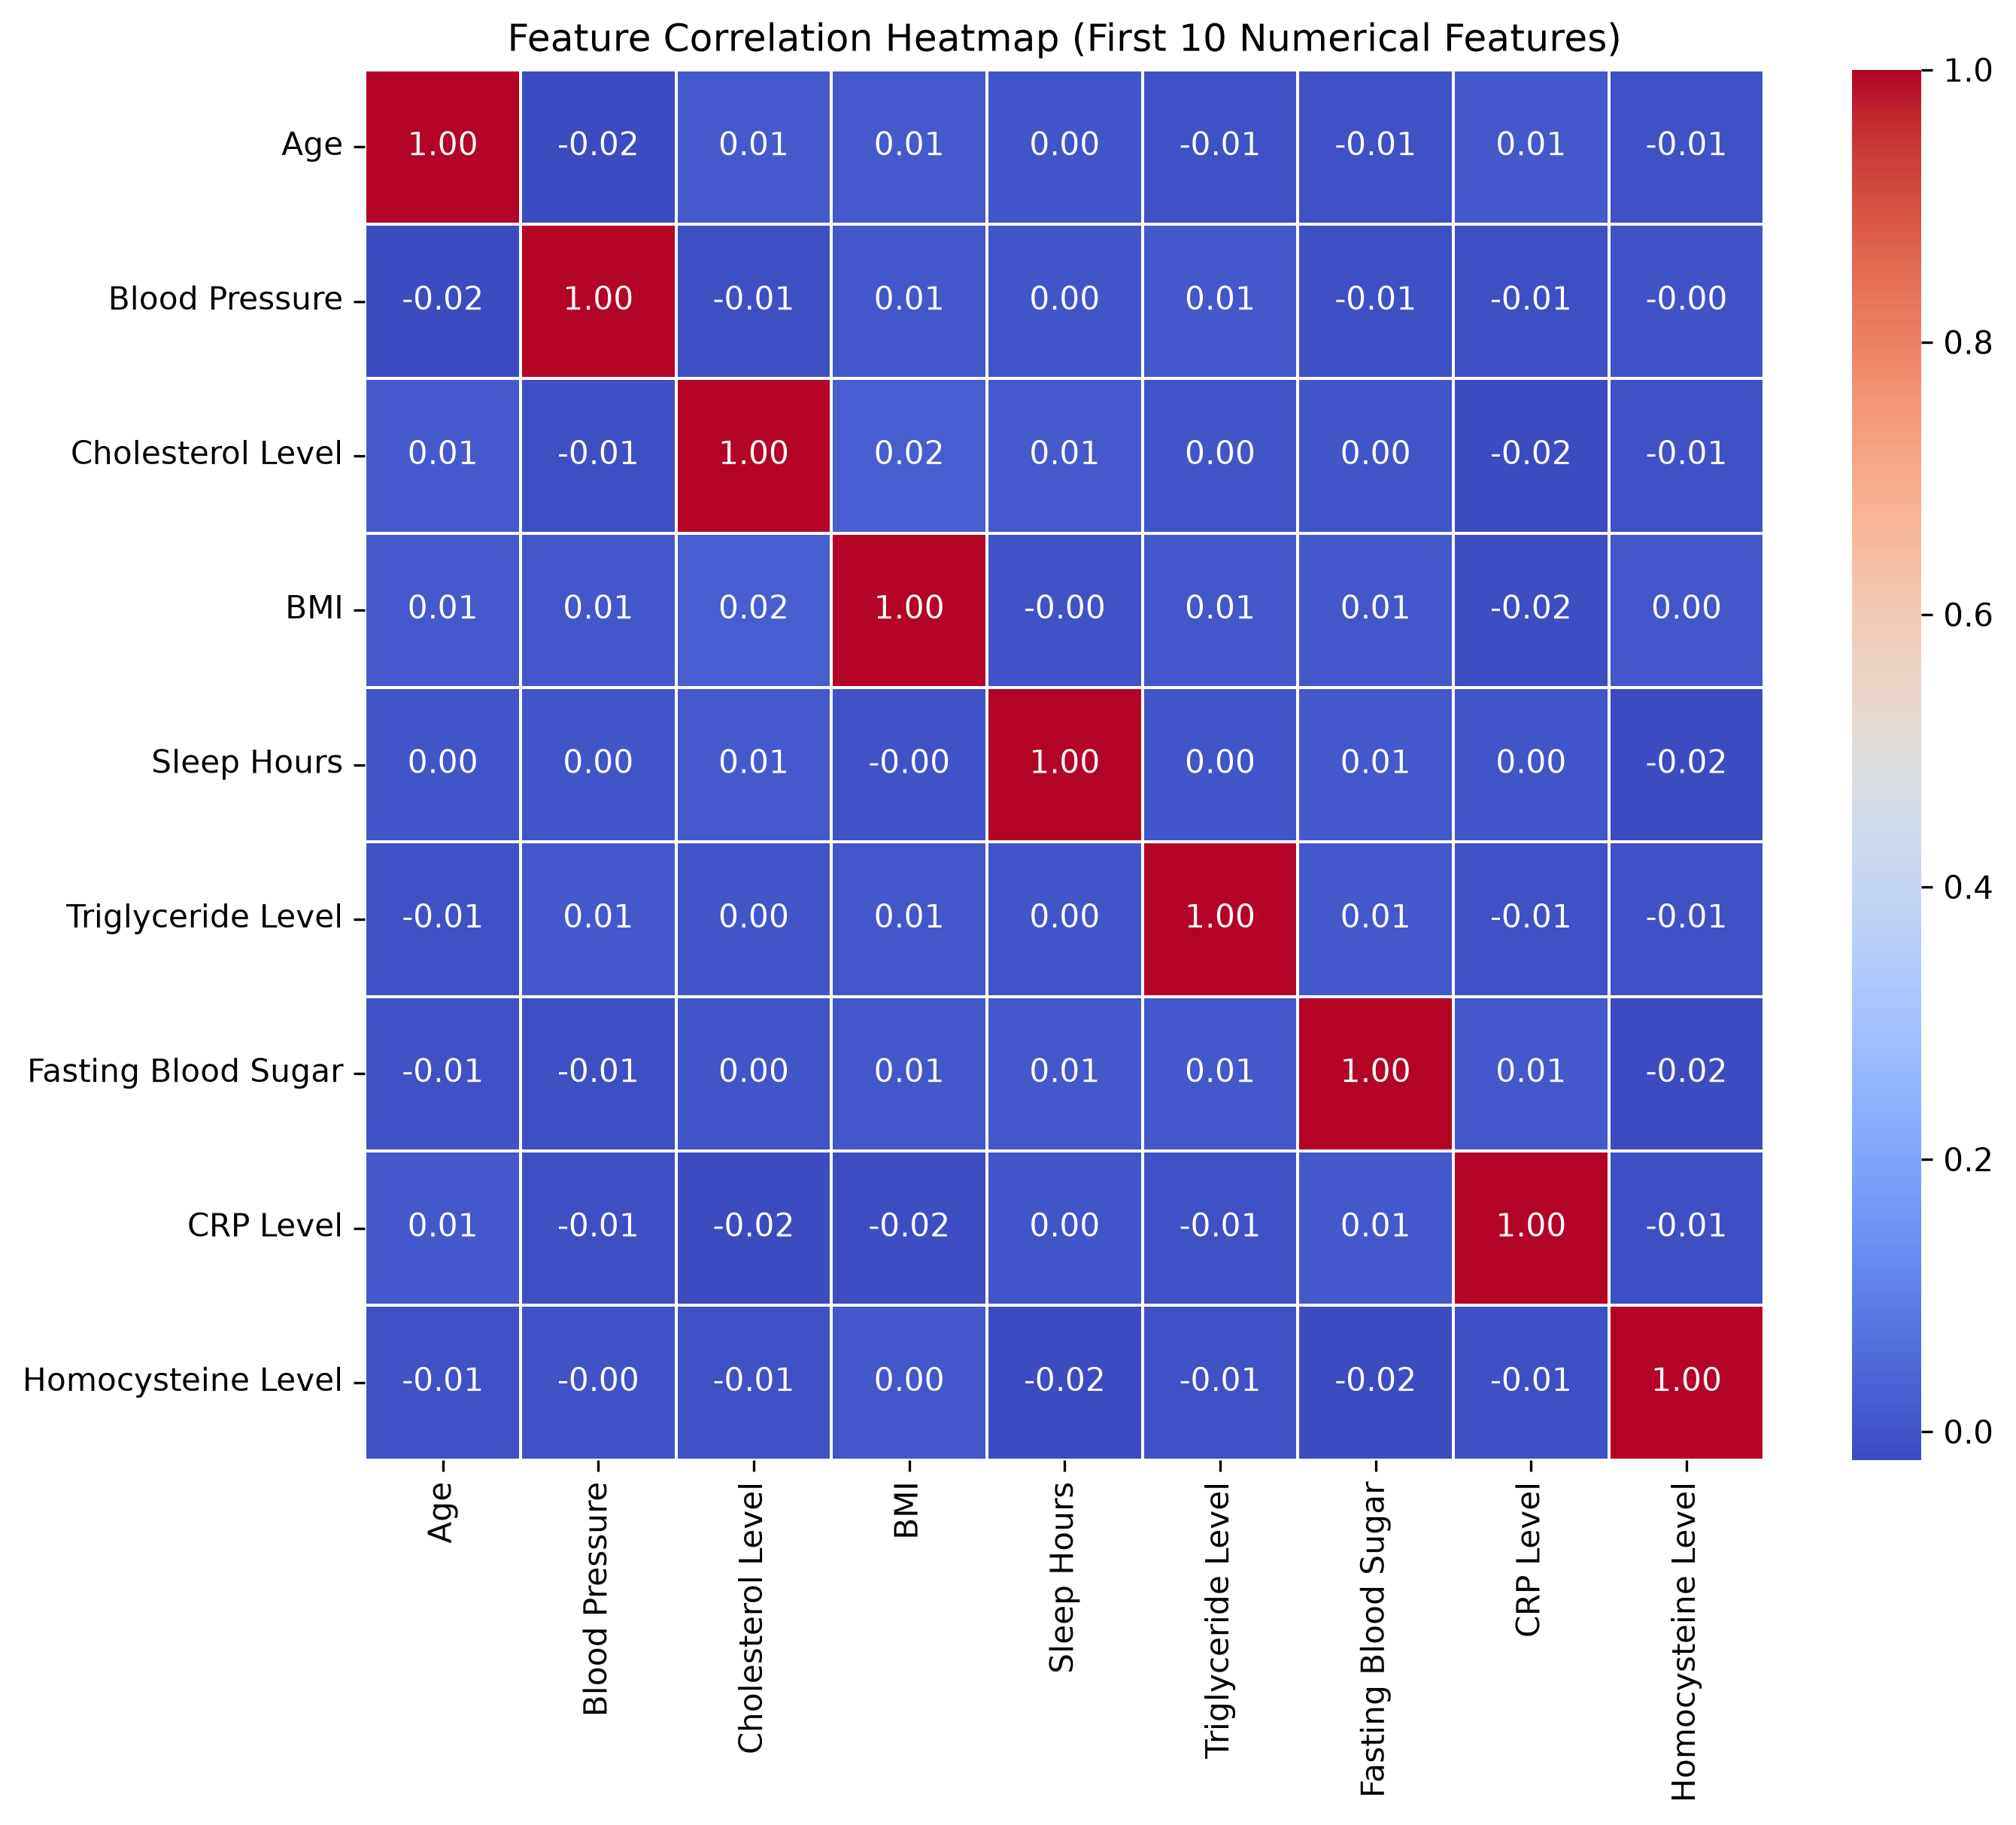 Feature Correlation Heatmap (First 10 Numerical Features)
Age 1.00 -0.02 0.01 0.01 0.00 -0.01 -0.01 0.01 -0.01
Blood Pressure -0.02 1.00 -0.01 0.01 0.00 0.01 -0.01 -0.01 -0.00
Cholesterol Level 0.01 -0.01 1.00 0.02 0.01 0.00 0.00 -0.02 -0.01
BMI 0.01 0.01 0.02 1.00 -0.00 0.01 0.01 -0.02 0.00
Sleep Hours 0.00 0.00 0.01 -0.00 1.00 0.00 0.01 0.00 -0.02
Triglyceride Level -0.01 0.01 0.00 0.01 0.00 1.00 0.01 -0.01 -0.01
Fasting Blood Sugar -0.01 -0.01 0.00 0.01 0.01 0.01 1.00 0.01 -0.02
CRP Level 0.01 -0.01 -0.02 -0.02 0.00 -0.01 0.01 1.00 -0.01
Homocysteine Level -0.01 -0.00 -0.01 0.00 -0.02 -0.01 -0.02 -0.01 1.00
Age
Blood Pressure
Cholesterol Level
BMI
Sleep Hours
Triglyceride Level
Fasting Blood Sugar
CRP Level
Homocysteine Level
1.0
0.8
0.6
0.4
0.2
0.0